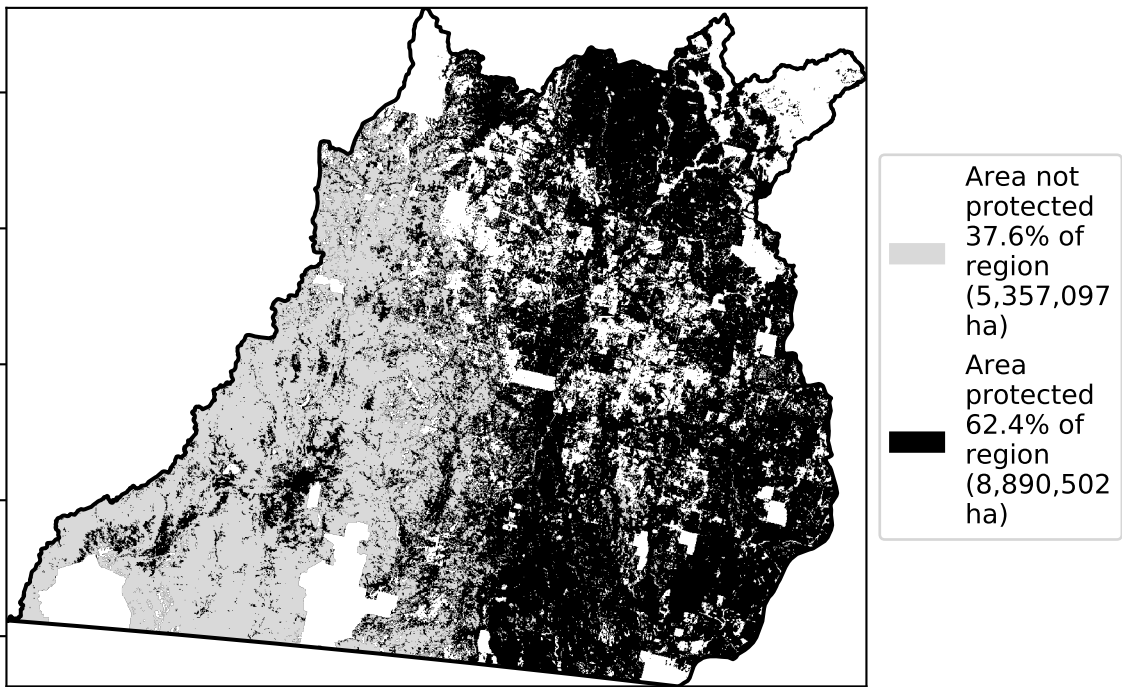 Area not
protected
37.6% of
region
(5,357,097
ha)
Area
protected
62.4% of
region
(8,890,502
ha)